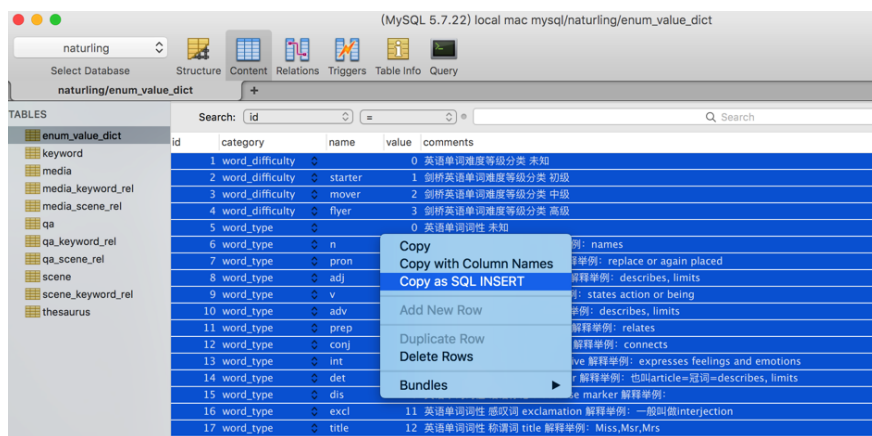 (MySQL 5.7.22) local mac mysql/naturling/enum_value_dict
naturling
Select Database Structure Content Relations Triggers Table Info Query
naturling/enum_value_dict +
TABLES Search: id = Search
enum_value_dict
keyword
media
media_keyword_rel
media_scene_rel
qa
qa_keyword_rel
qa_scene_rel
scene
scene_keyword_rel
thesaurus
id category name value comments
1 word_difficulty 0 英语单词难度等级分类 未知
2 word_difficulty starter 1 剑桥英语单词难度等级分类 初级
3 word_difficulty mover 2 剑桥英语单词难度等级分类 中级
4 word_difficulty flyer 3 剑桥英语单词难度等级分类 高级
5 word_type 0 英语单词词性 未知
6 word_type n 例：names
7 word_type pron 释举例：replace or again placed
8 word_type adj 解释举例：describes, limits
9 word_type v 例：states action or being
10 word_type adv 举例：describes, limits
11 word_type prep 解释举例：relates
12 word_type conj 解释举例：connects
13 word_type int ve 解释举例：expresses feelings and emotions
14 word_type det r 解释举例：也叫article=冠词=describes, limits
15 word_type dis se marker 解释举例：
16 word_type excl 11 英语单词词性 感叹词 exclamation 解释举例：一般叫做interjection
17 word_type title 12 英语单词词性 称谓词 title 解释举例：Miss,Msr,Mrs
Copy
Copy with Column Names
Copy as SQL INSERT
Add New Row
Duplicate Row
Delete Rows
Bundles